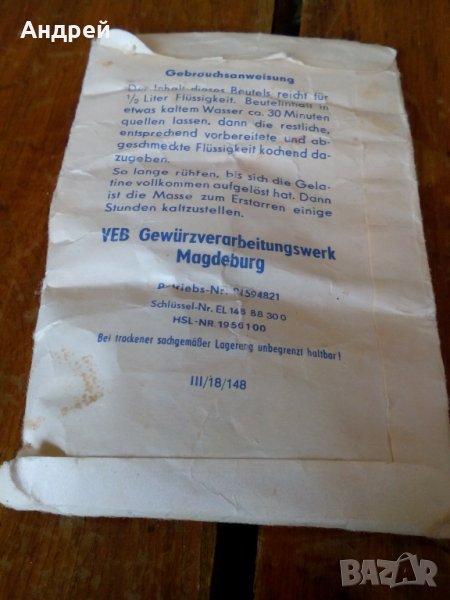 Андрей
Gebrauchsanweisung
Der Inhalt dieses Beutels reicht für
1/2 Liter Flüssigkeit. Beutelinhalt in
etwas kaltem Wasser ca. 30 Minuten
quellen lassen, dann die restliche,
entsprechend vorbereitete und ab-
geschmeckte Flüssigkeit kochend da-
zugeben.
So lange rühren, bis sich die Gela-
tine vollkommen aufgelöst hat. Dann
ist die Masse zum Erstarren einige
Stunden kaltzustellen.
VEB Gewürzverarbeitungswerk
Magdeburg
Betriebs-Nr. 94594821
Schlüssel-Nr. EL 148 88 300
HSL-NR. 1956100
Bei trockener sachgemäßer Lagerung unbegrenzt haltbar!
III/18/148
BAZAR